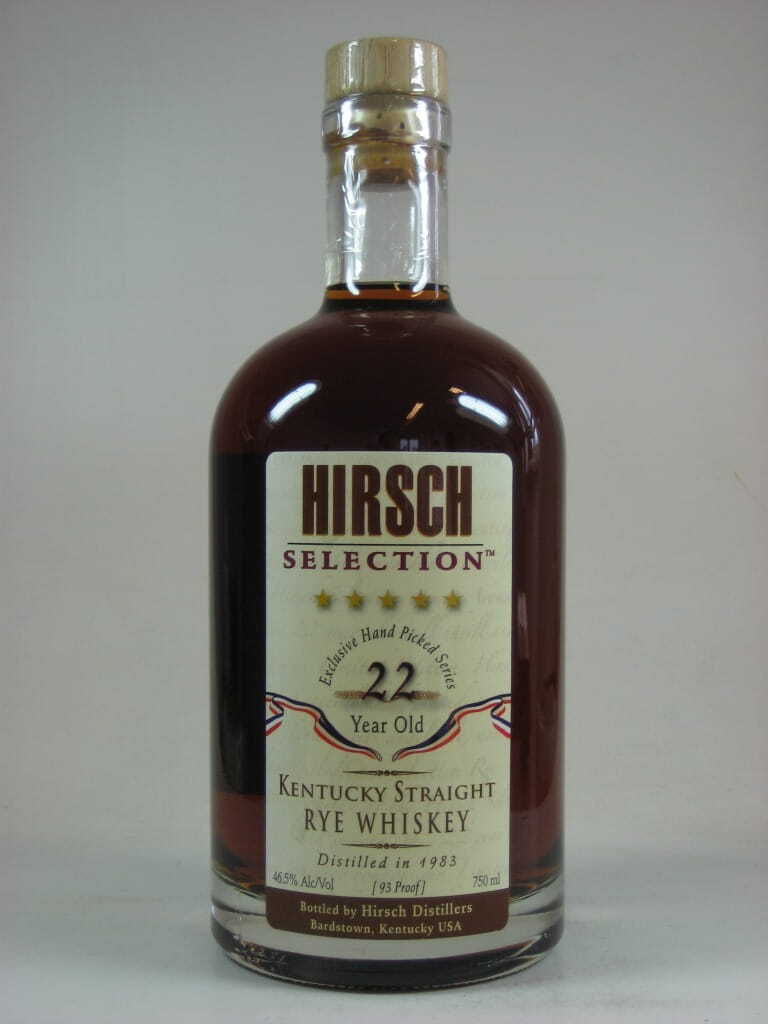 HIRSCH
SELECTION™
Exclusive Hand Picked Series
22
Year Old
KENTUCKY STRAIGHT
RYE WHISKEY
Distilled in 1983
46.5% Alc/Vol [ 93 Proof ] 750 ml
Bottled by Hirsch Distillers
Bardstown, Kentucky USA